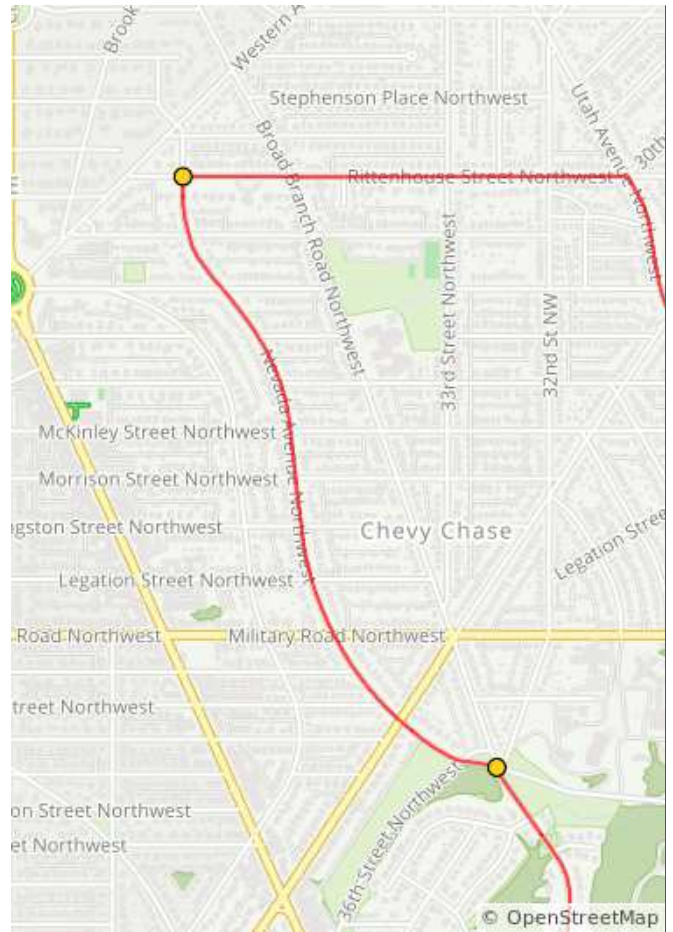 Brook
Western A
Stephenson Place Northwest
Utah Avenue Northwest
30th
Broad Branch Road Northwest
Rittenhouse Street Northwest
33rd Street Northwest
32nd St NW
Nevada Avenue Northwest
McKinley Street Northwest
Morrison Street Northwest
ngston Street Northwest
Chevy Chase
Legation Stree
Legation Street Northwest
Road Northwest
Military Road Northwest
treet Northwest
36th Street Northwest
on Street Northwest
et Northwest
© OpenStreetMap